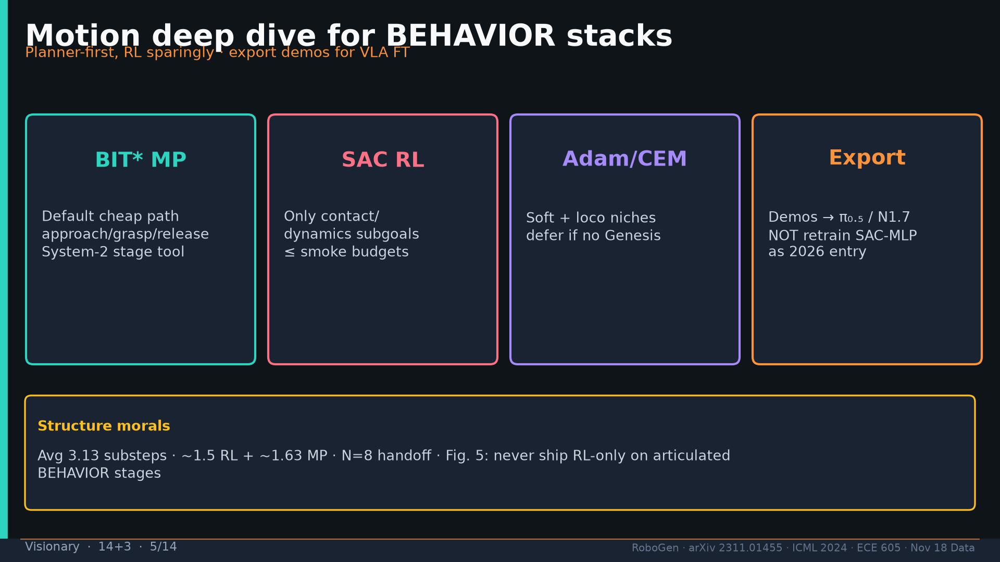 Motion deep dive for BEHAVIOR stacks
Planner-first, RL sparingly · export demos for VLA FT
BIT* MP
Default cheap path
approach/grasp/release
System-2 stage tool
SAC RL
Only contact/
dynamics subgoals
≤ smoke budgets
Adam/CEM
Soft + loco niches
defer if no Genesis
Export
Demos → π₀.₅ / N1.7
NOT retrain SAC-MLP
as 2026 entry
Structure morals
Avg 3.13 substeps · ~1.5 RL + ~1.63 MP · N=8 handoff · Fig. 5: never ship RL-only on articulated
BEHAVIOR stages
Visionary · 14+3 · 5/14
RoboGen · arXiv 2311.01455 · ICML 2024 · ECE 605 · Nov 18 Data